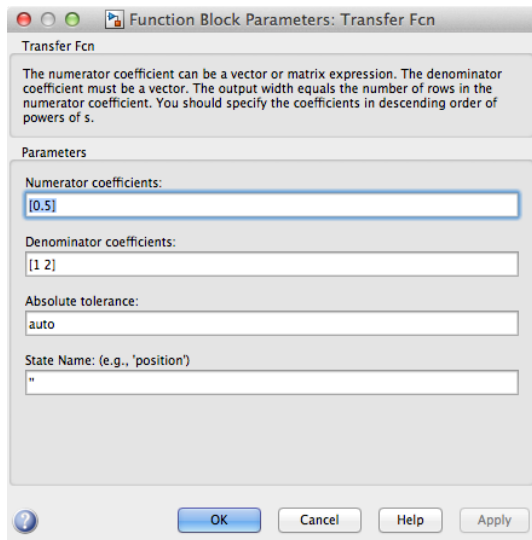 Function Block Parameters: Transfer Fcn
Transfer Fcn
The numerator coefficient can be a vector or matrix expression. The denominator
coefficient must be a vector. The output width equals the number of rows in the
numerator coefficient. You should specify the coefficients in descending order of
powers of s.
Parameters
Numerator coefficients:
[0.5]
Denominator coefficients:
[1 2]
Absolute tolerance:
auto
State Name: (e.g., 'position')
''
? OK Cancel Help Apply